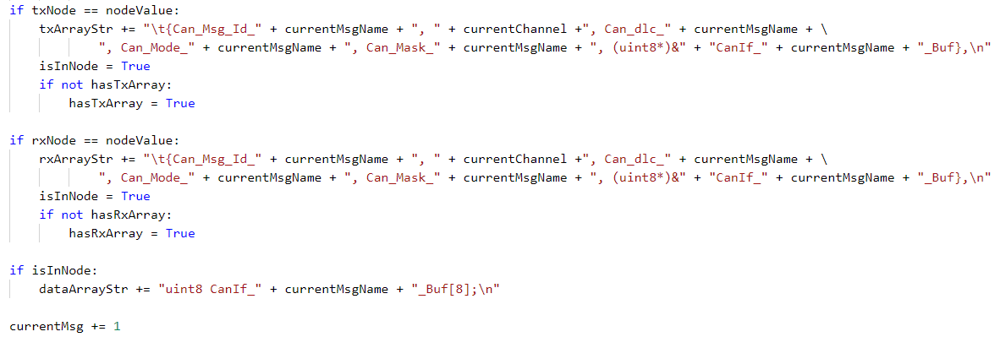 if txNode == nodeValue:
    txArrayStr += "\t{Can_Msg_Id_" + currentMsgName + ", " + currentChannel +", Can_dlc_" + currentMsgName + \
            ", Can_Mode_" + currentMsgName + ", Can_Mask_" + currentMsgName + ", (uint8*)&" + "CanIf_" + currentMsgName + "_Buf},\n"
    isInNode = True
    if not hasTxArray:
        hasTxArray = True

if rxNode == nodeValue:
    rxArrayStr += "\t{Can_Msg_Id_" + currentMsgName + ", " + currentChannel +", Can_dlc_" + currentMsgName + \
            ", Can_Mode_" + currentMsgName + ", Can_Mask_" + currentMsgName + ", (uint8*)&" + "CanIf_" + currentMsgName + "_Buf},\n"
    isInNode = True
    if not hasRxArray:
        hasRxArray = True

if isInNode:
    dataArrayStr += "uint8 CanIf_" + currentMsgName + "_Buf[8];\n"

currentMsg += 1